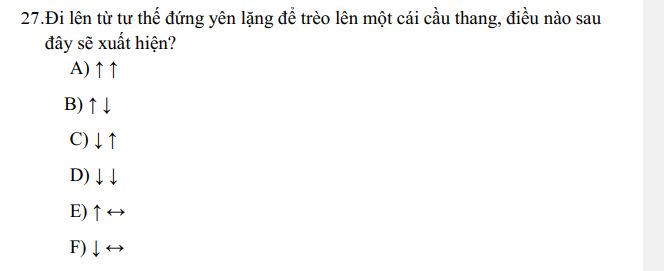 27.Đi lên từ tư thế đứng yên lặng để trèo lên một cái cầu thang, điều nào sau
đây sẽ xuất hiện?
A) ↑ ↑
B) ↑ ↓
C) ↓ ↑
D) ↓ ↓
E) ↑ ↔
F) ↓ ↔